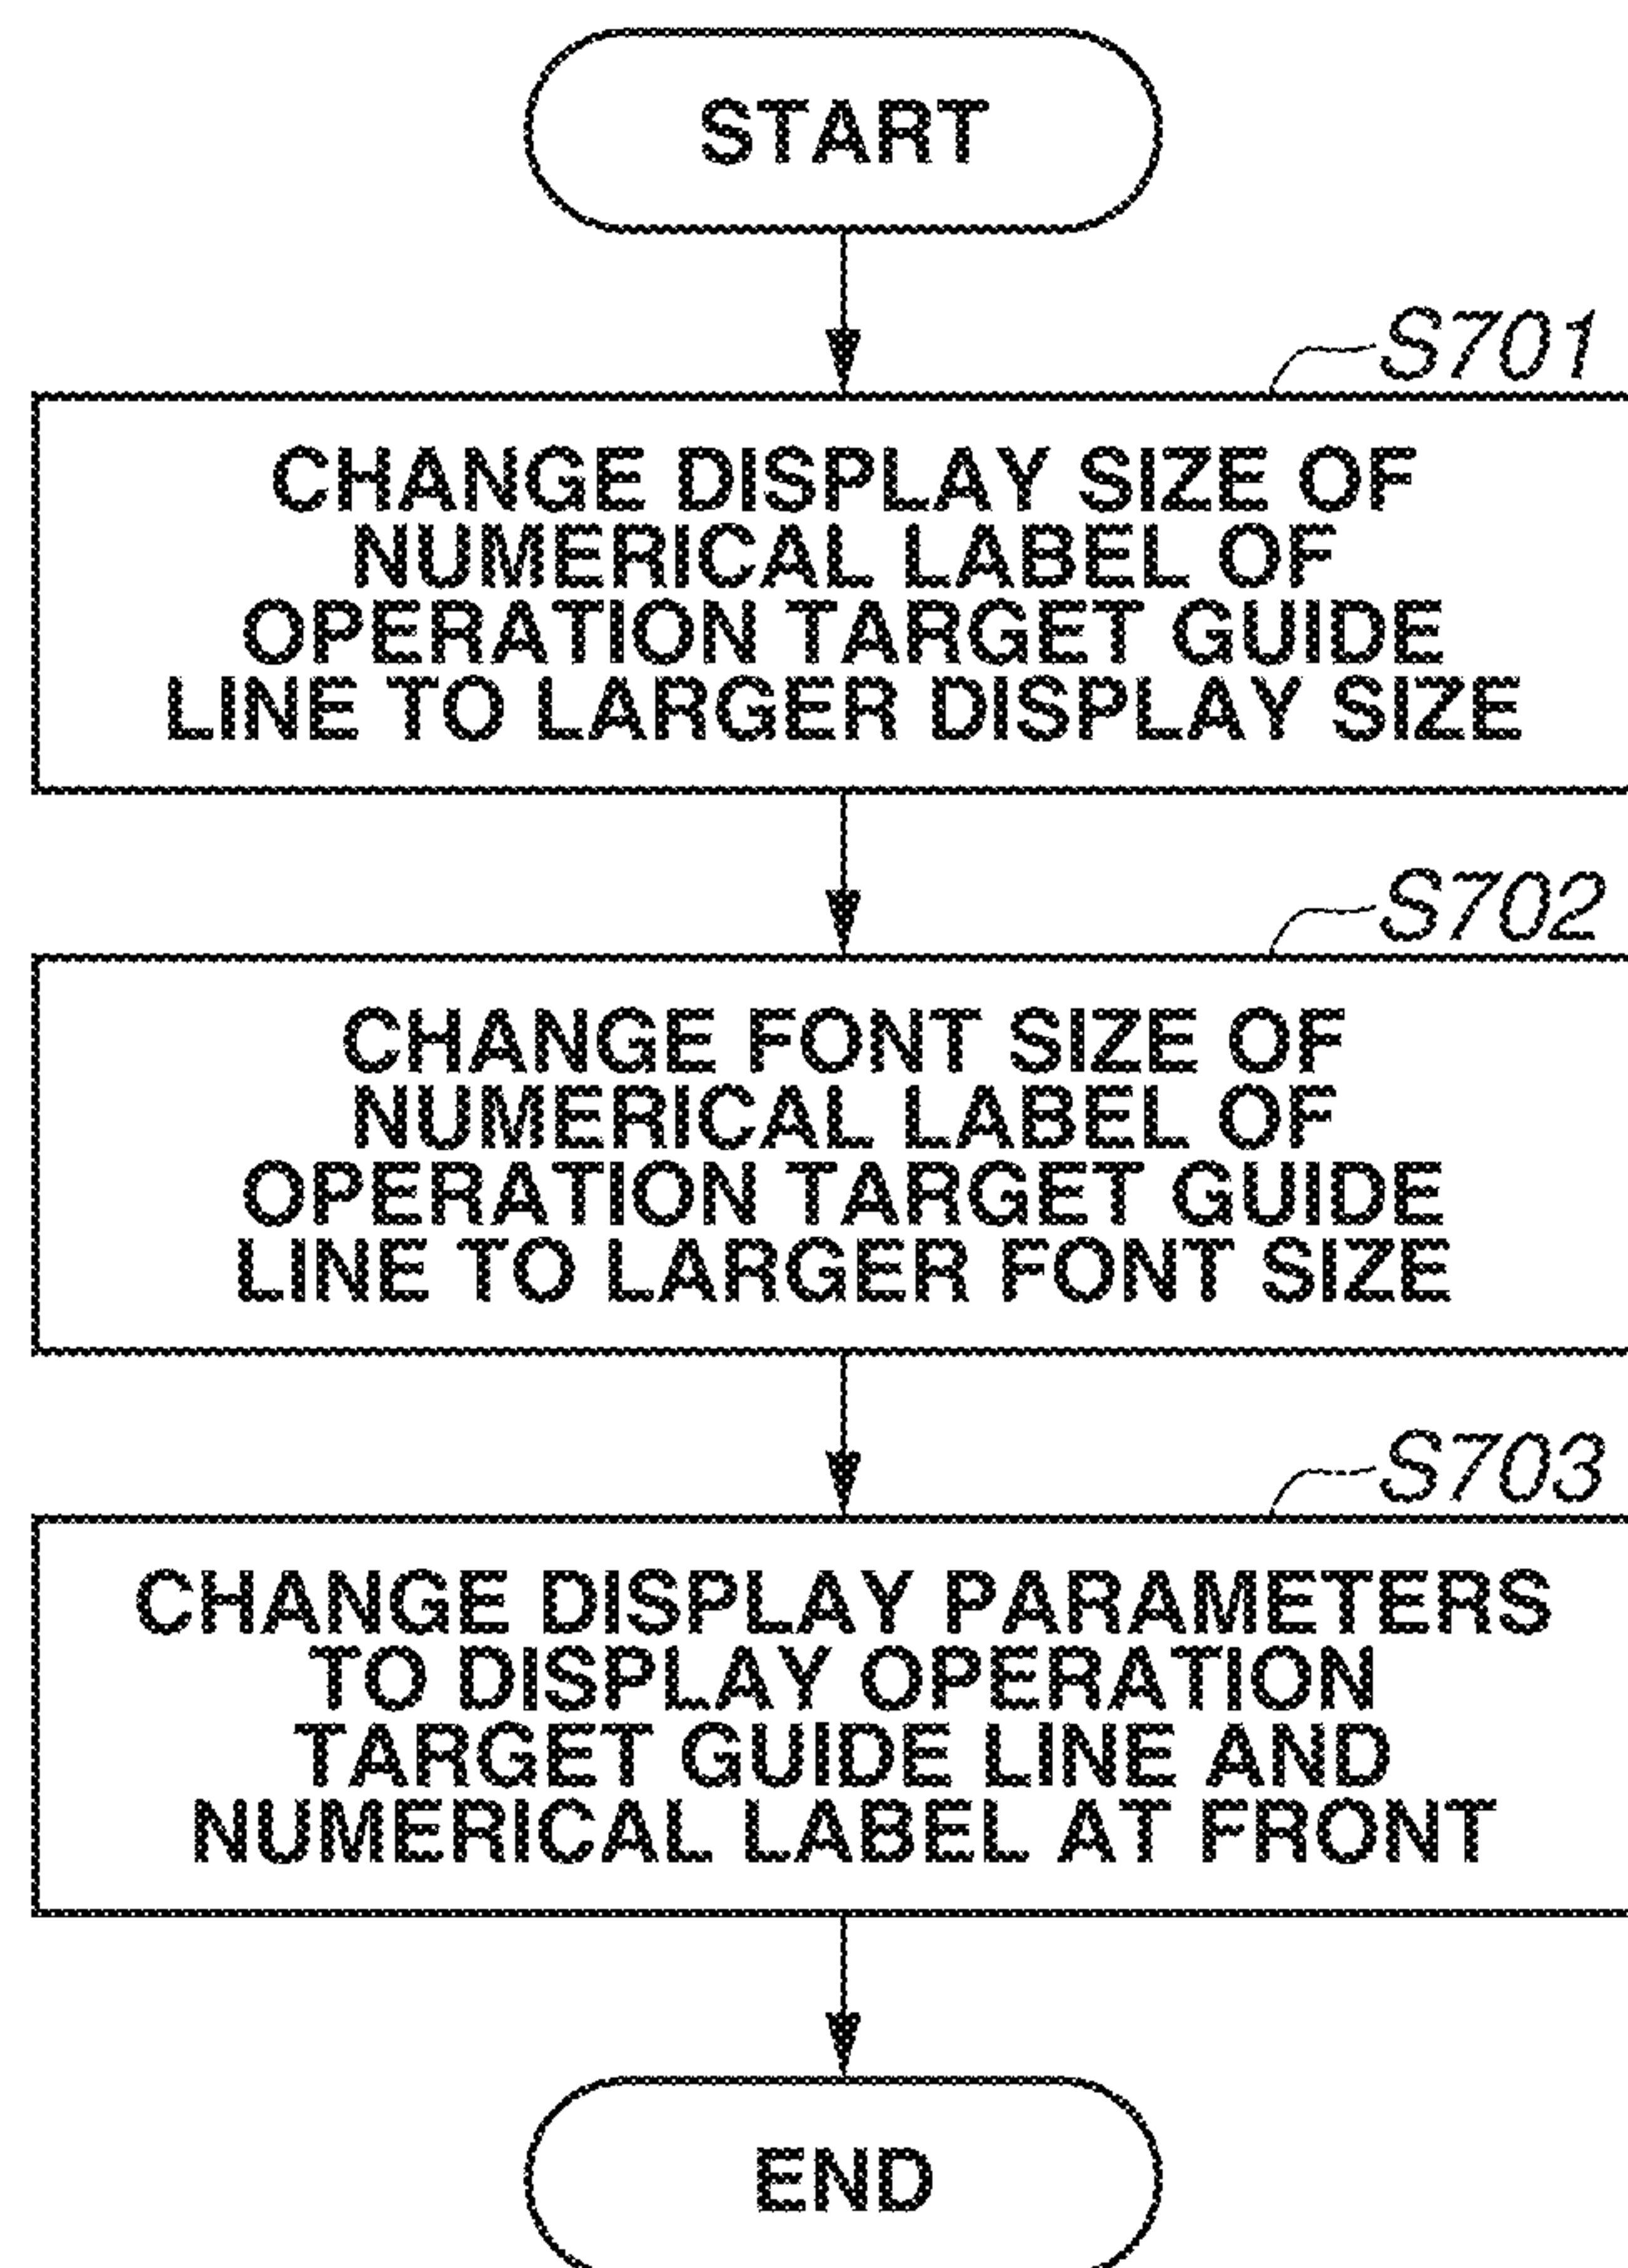 START
S701
CHANGE DISPLAY SIZE OF
NUMERICAL LABEL OF
OPERATION TARGET GUIDE
LINE TO LARGER DISPLAY SIZE
S702
CHANGE FONT SIZE OF
NUMERICAL LABEL OF
OPERATION TARGET GUIDE
LINE TO LARGER FONT SIZE
S703
CHANGE DISPLAY PARAMETERS
TO DISPLAY OPERATION
TARGET GUIDE LINE AND
NUMERICAL LABEL AT FRONT
END